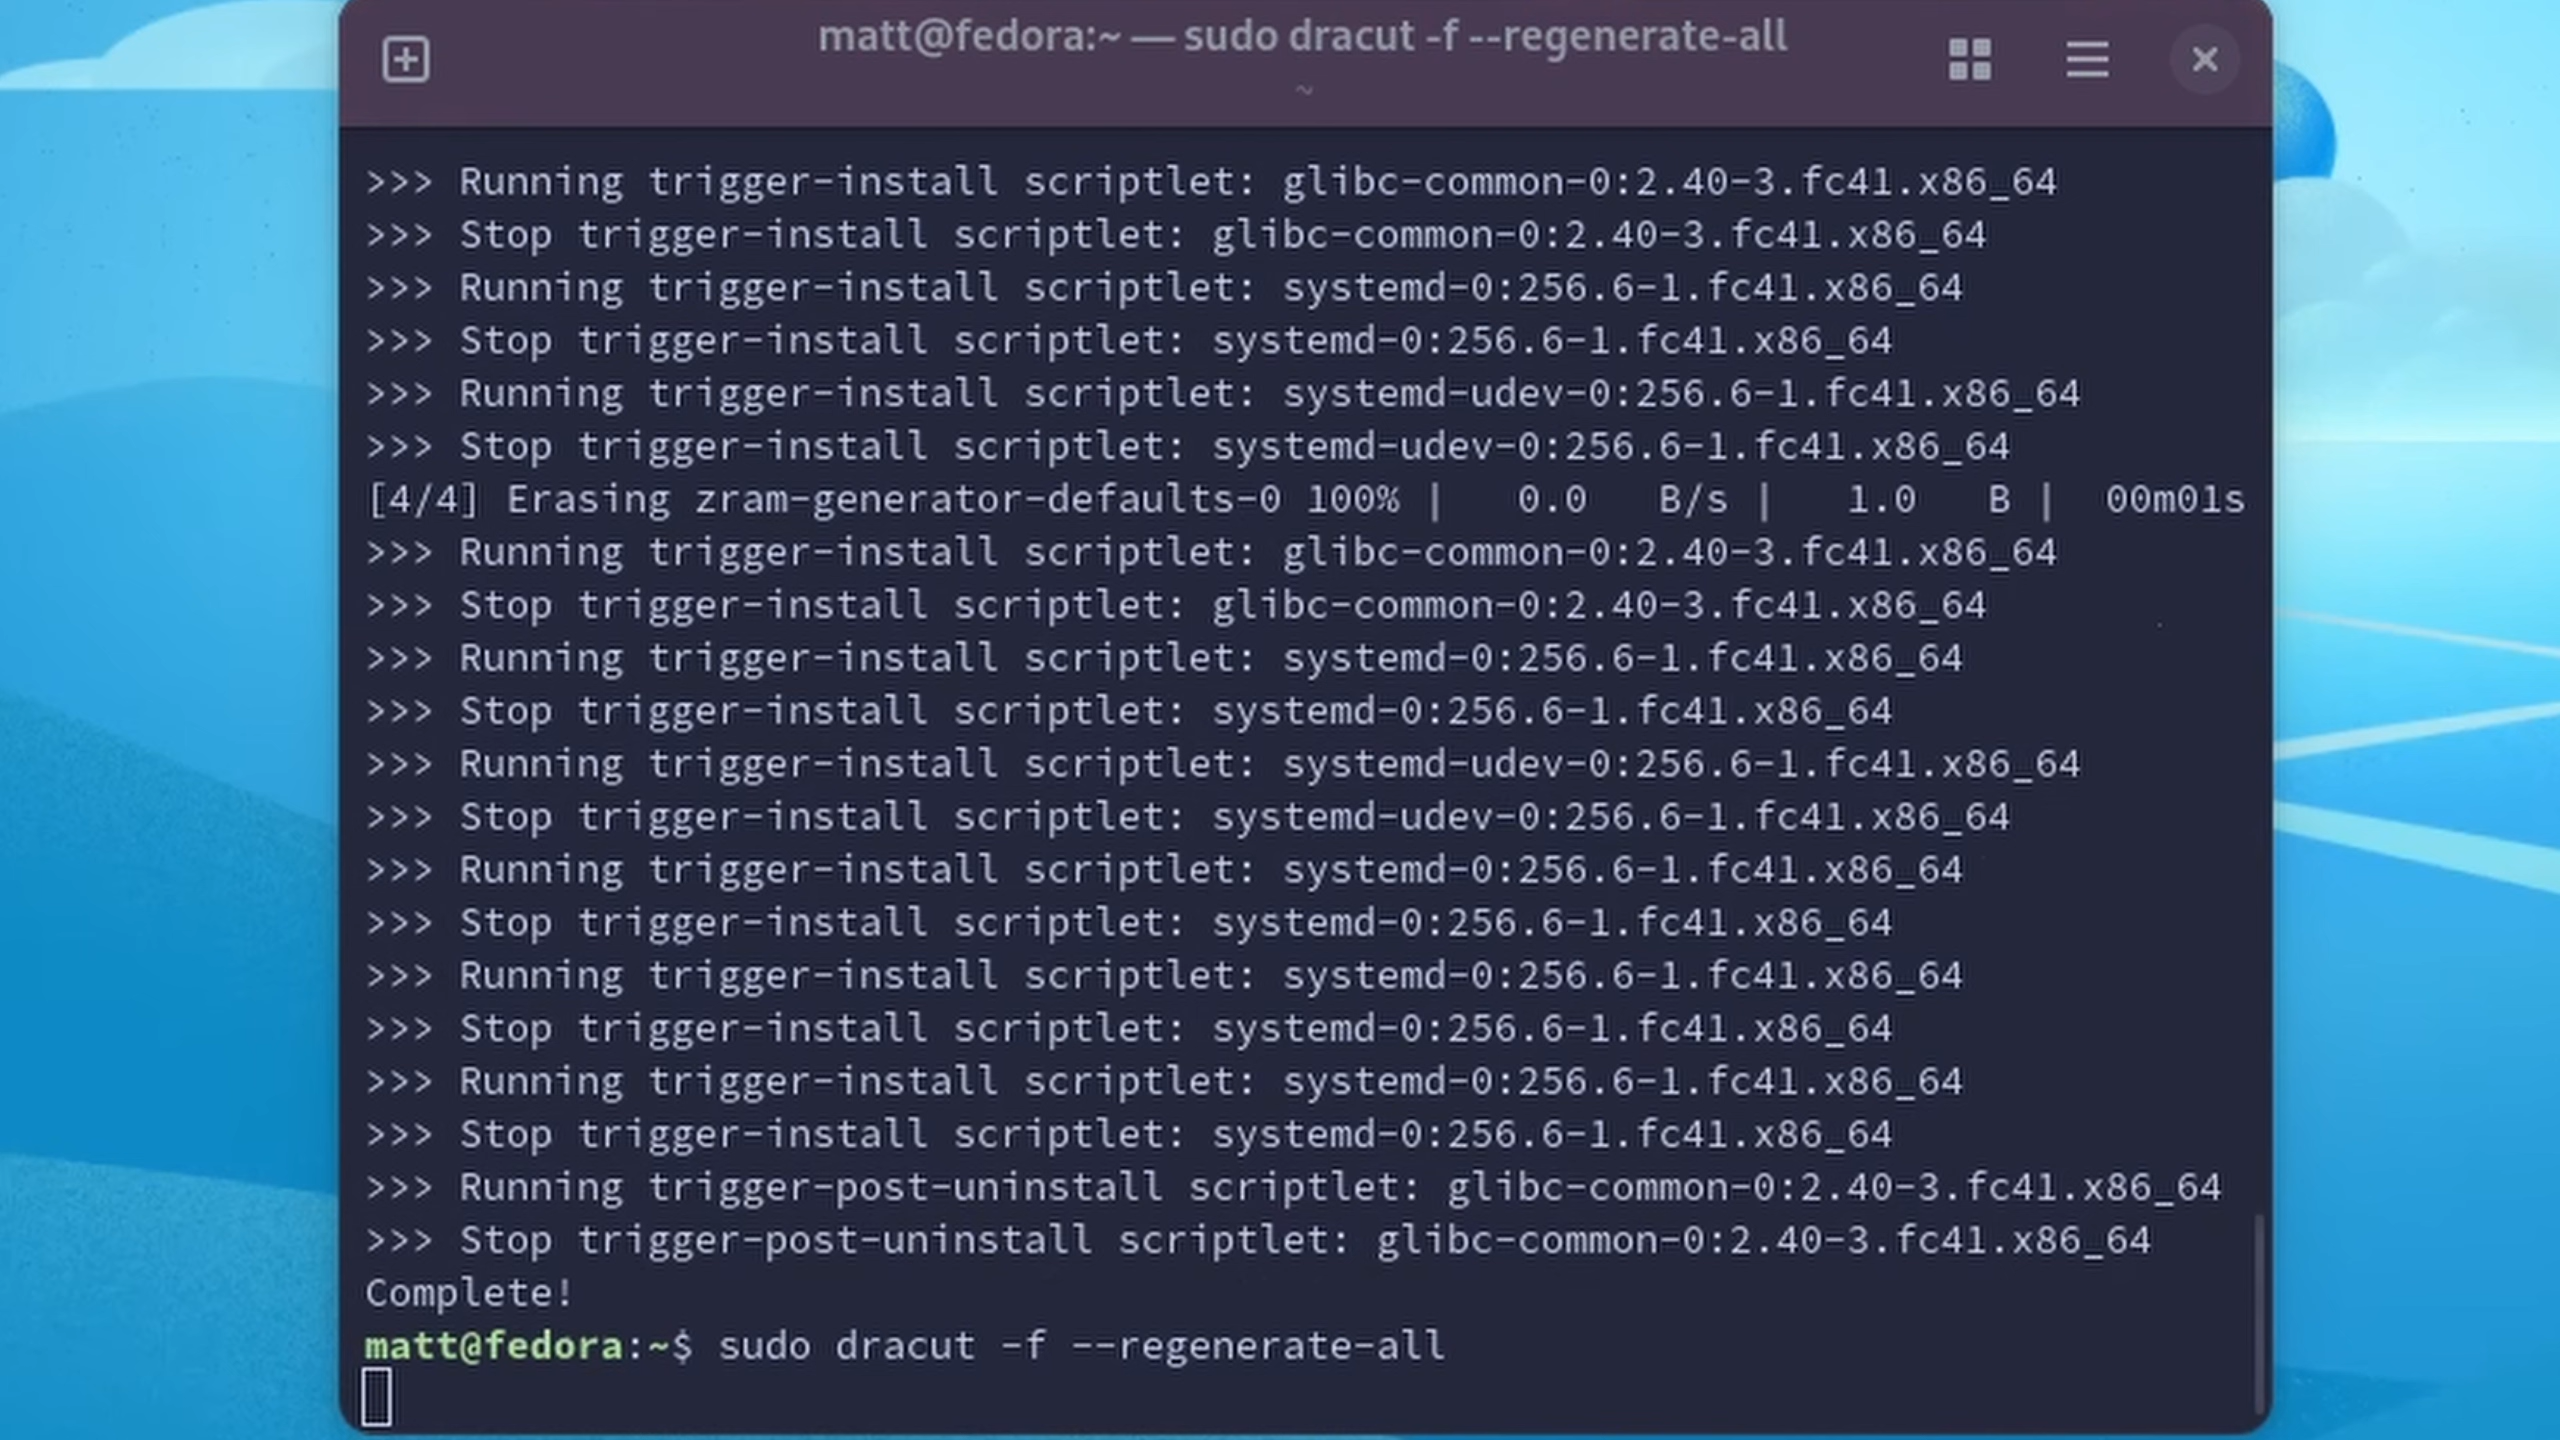 matt@fedora:~ — sudo dracut -f --regenerate-all
~
>>> Running trigger-install scriptlet: glibc-common-0:2.40-3.fc41.x86_64
>>> Stop trigger-install scriptlet: glibc-common-0:2.40-3.fc41.x86_64
>>> Running trigger-install scriptlet: systemd-0:256.6-1.fc41.x86_64
>>> Stop trigger-install scriptlet: systemd-0:256.6-1.fc41.x86_64
>>> Running trigger-install scriptlet: systemd-udev-0:256.6-1.fc41.x86_64
>>> Stop trigger-install scriptlet: systemd-udev-0:256.6-1.fc41.x86_64
[4/4] Erasing zram-generator-defaults-0 100% |   0.0   B/s |   1.0   B |  00m01s
>>> Running trigger-install scriptlet: glibc-common-0:2.40-3.fc41.x86_64
>>> Stop trigger-install scriptlet: glibc-common-0:2.40-3.fc41.x86_64
>>> Running trigger-install scriptlet: systemd-0:256.6-1.fc41.x86_64
>>> Stop trigger-install scriptlet: systemd-0:256.6-1.fc41.x86_64
>>> Running trigger-install scriptlet: systemd-udev-0:256.6-1.fc41.x86_64
>>> Stop trigger-install scriptlet: systemd-udev-0:256.6-1.fc41.x86_64
>>> Running trigger-install scriptlet: systemd-0:256.6-1.fc41.x86_64
>>> Stop trigger-install scriptlet: systemd-0:256.6-1.fc41.x86_64
>>> Running trigger-install scriptlet: systemd-0:256.6-1.fc41.x86_64
>>> Stop trigger-install scriptlet: systemd-0:256.6-1.fc41.x86_64
>>> Running trigger-install scriptlet: systemd-0:256.6-1.fc41.x86_64
>>> Stop trigger-install scriptlet: systemd-0:256.6-1.fc41.x86_64
>>> Running trigger-post-uninstall scriptlet: glibc-common-0:2.40-3.fc41.x86_64
>>> Stop trigger-post-uninstall scriptlet: glibc-common-0:2.40-3.fc41.x86_64
Complete!
matt@fedora:~$ sudo dracut -f --regenerate-all